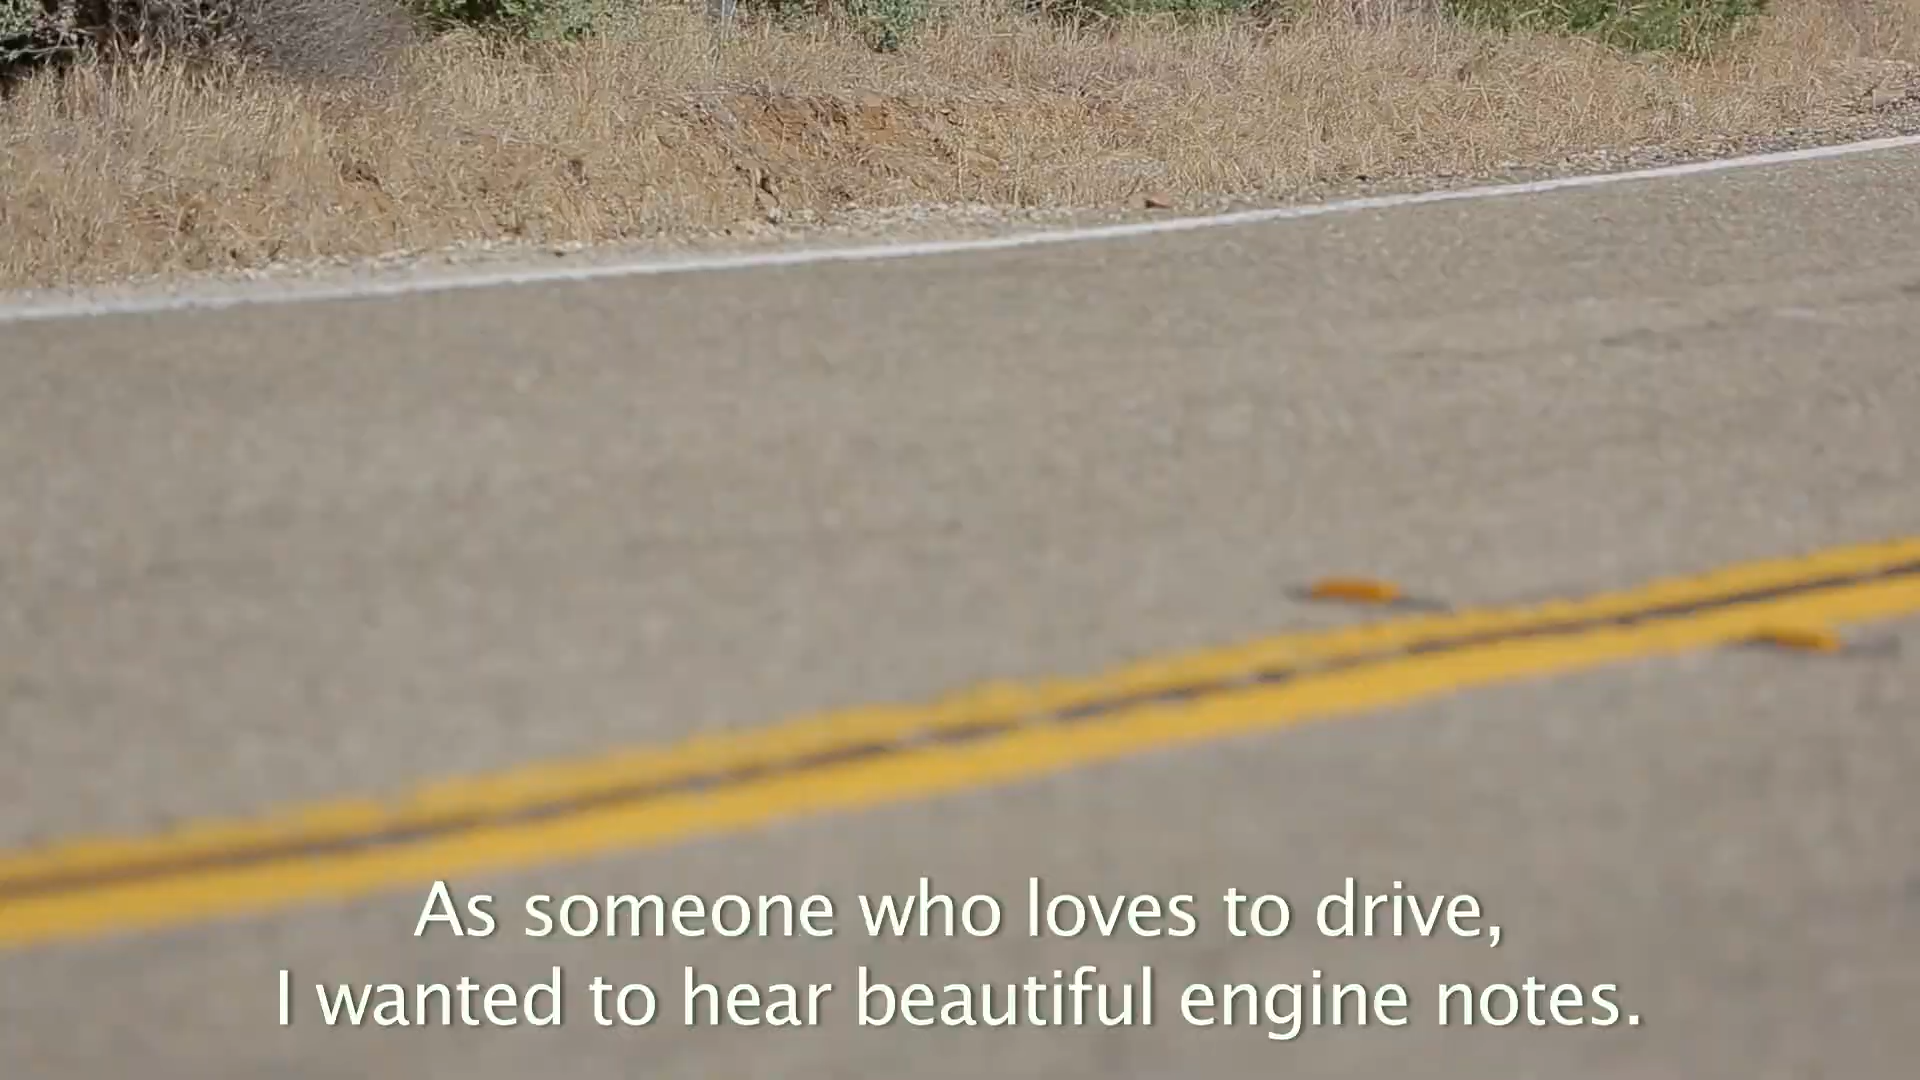 As someone who loves to drive,
I wanted to hear beautiful engine notes.